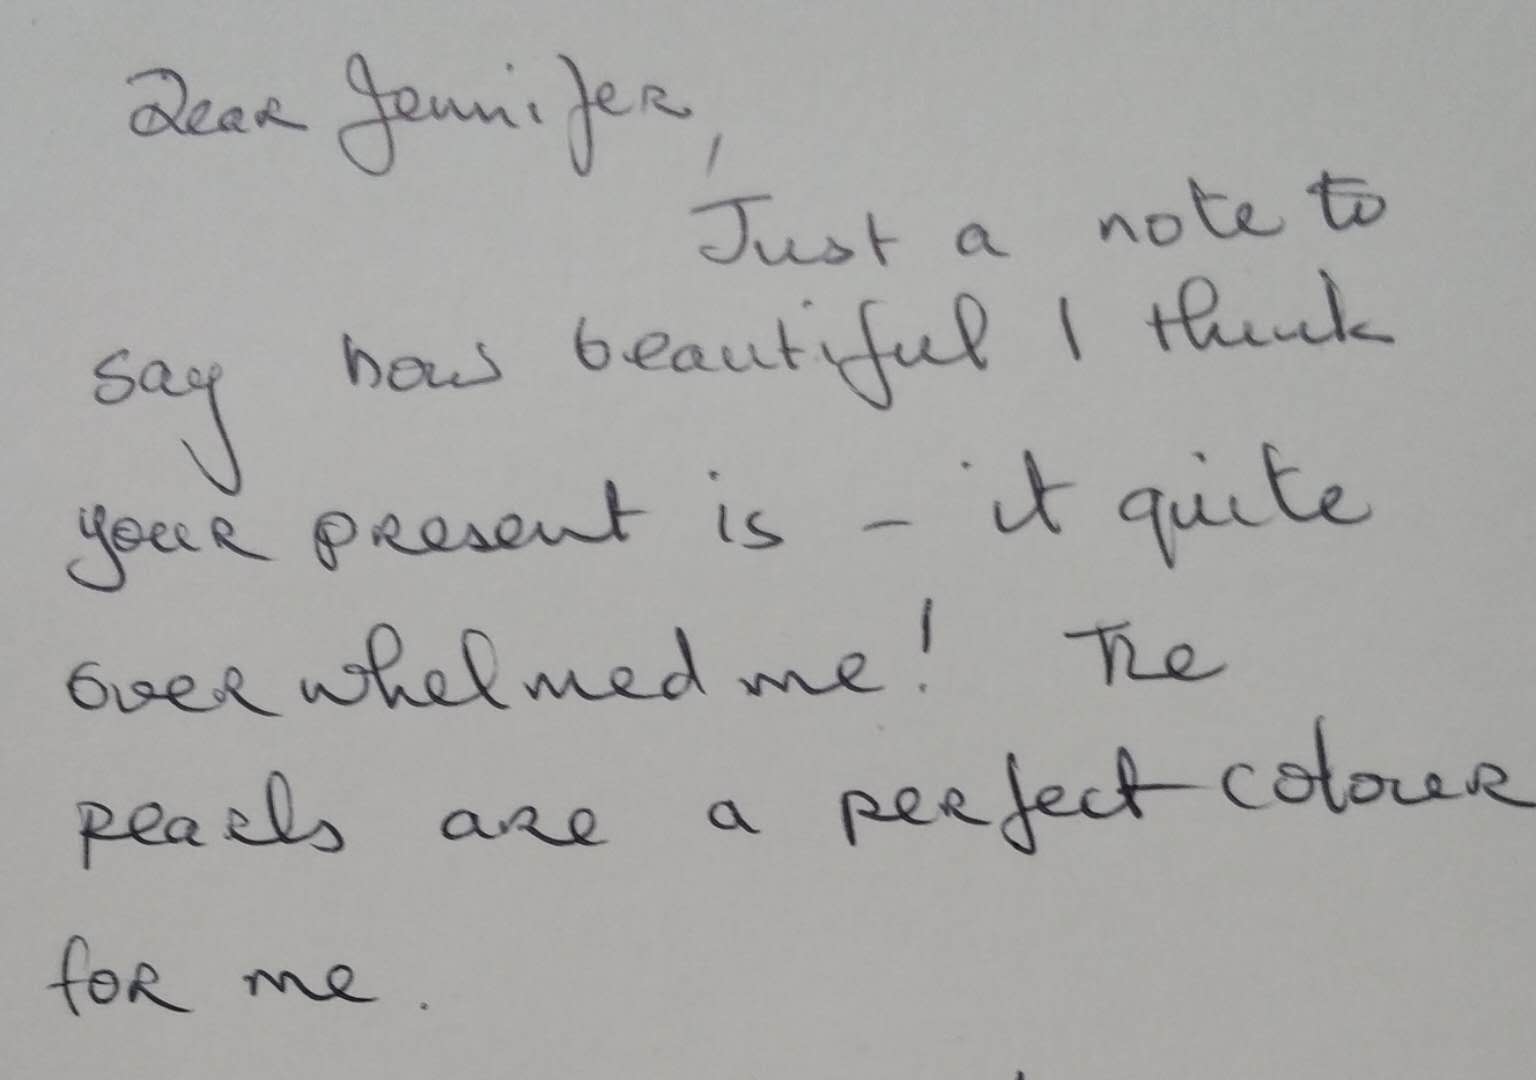 Dear Jennifer,
Just a note to
say how beautiful I think
your present is - it quite
overwhelmed me! The
pearls are a perfect colour
for me.